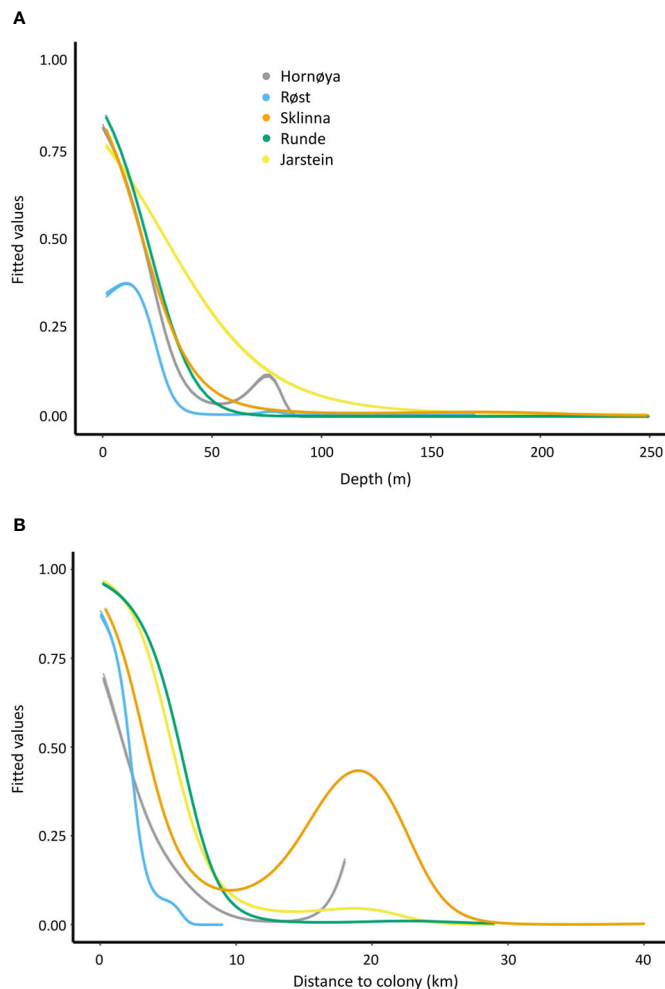 A
1.00
0.75
0.50
0.25
0.00
Fitted values
Hornøya
Røst
Sklinna
Runde
Jarstein
0 50 100 150 200 250
Depth (m)
B
1.00
0.75
0.50
0.25
0.00
Fitted values
0 10 20 30 40
Distance to colony (km)